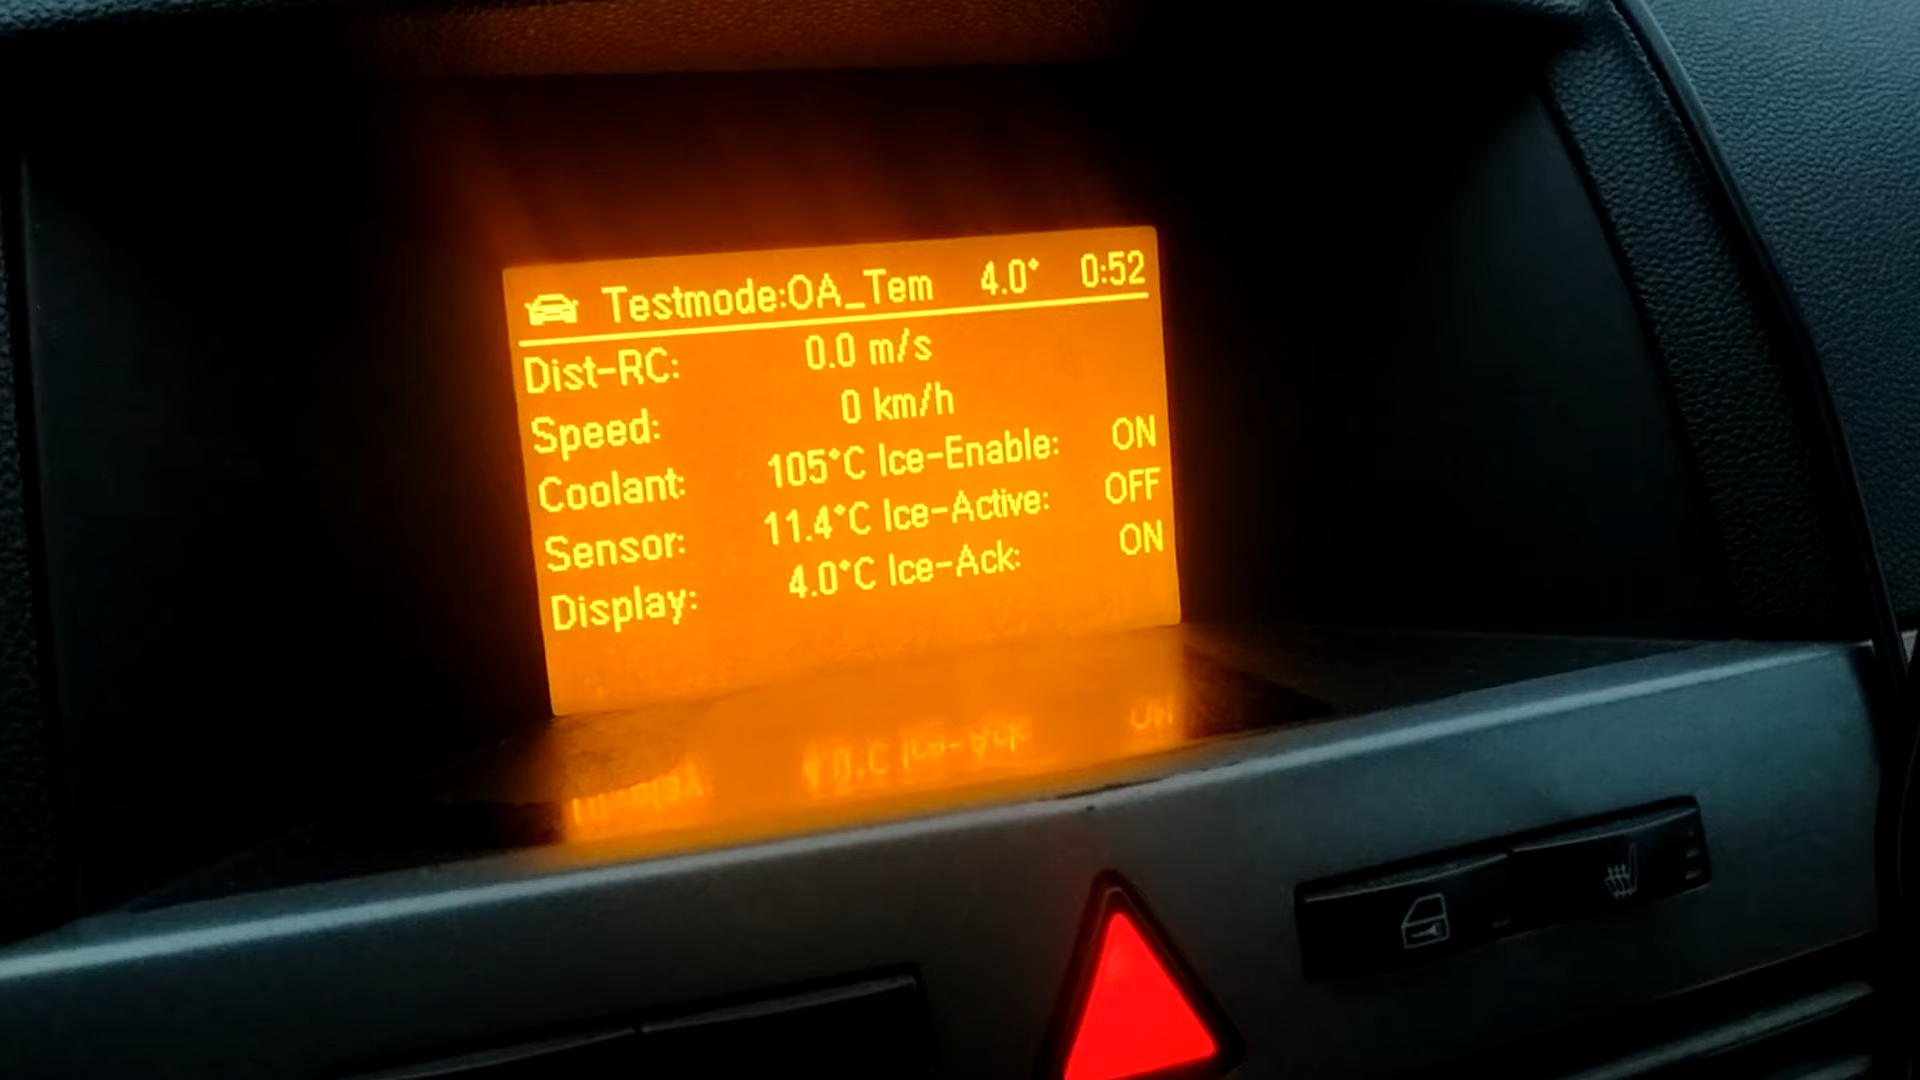 Testmode:OA_Tem 4.0° 0:52
Dist-RC: 0.0 m/s
Speed: 0 km/h
Coolant: 105°C Ice-Enable: ON
Sensor: 11.4°C Ice-Active: OFF
Display: 4.0°C Ice-Ack: ON